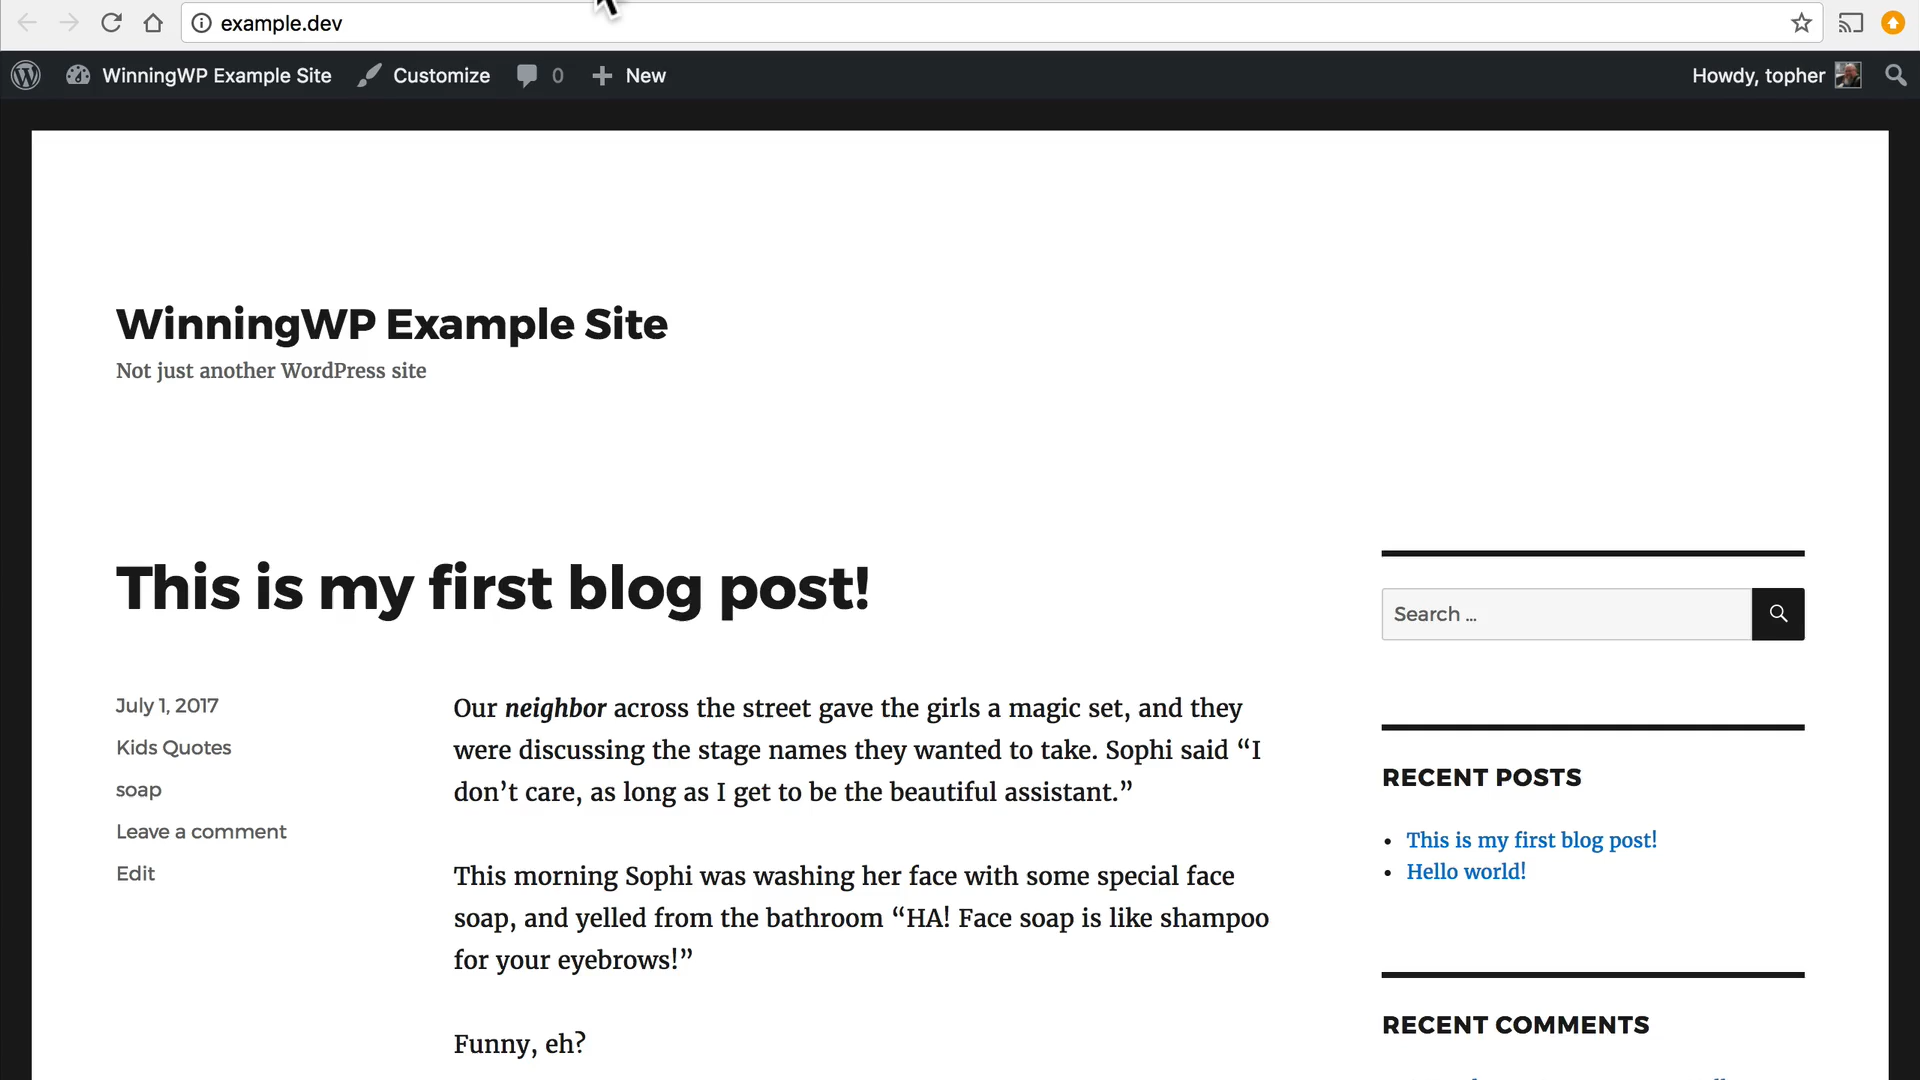 example.dev
WinningWP Example Site
Customize
0
New
Howdy, topher
WinningWP Example Site
Not just another WordPress site
This is my first blog post!
July 1, 2017
Kids Quotes
soap
Leave a comment
Edit
Our neighbor across the street gave the girls a magic set, and they
were discussing the stage names they wanted to take. Sophi said “I
don’t care, as long as I get to be the beautiful assistant.”
This morning Sophi was washing her face with some special face
soap, and yelled from the bathroom “HA! Face soap is like shampoo
for your eyebrows!”
Funny, eh?
Search ...
RECENT POSTS
This is my first blog post!
Hello world!
RECENT COMMENTS